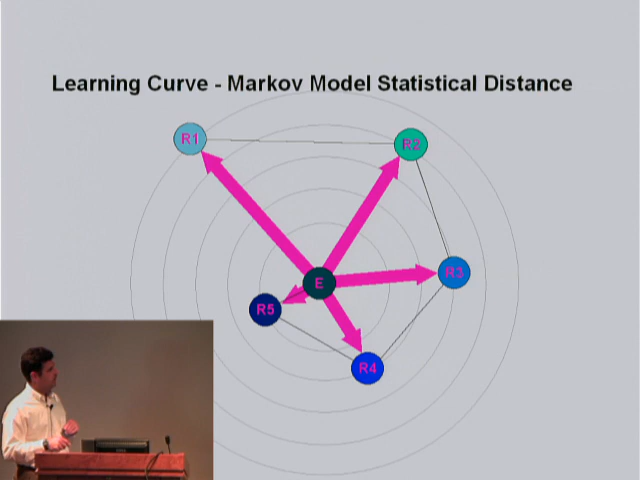 Learning Curve - Markov Model Statistical Distance
R1
R2
R3
E
R5
R4